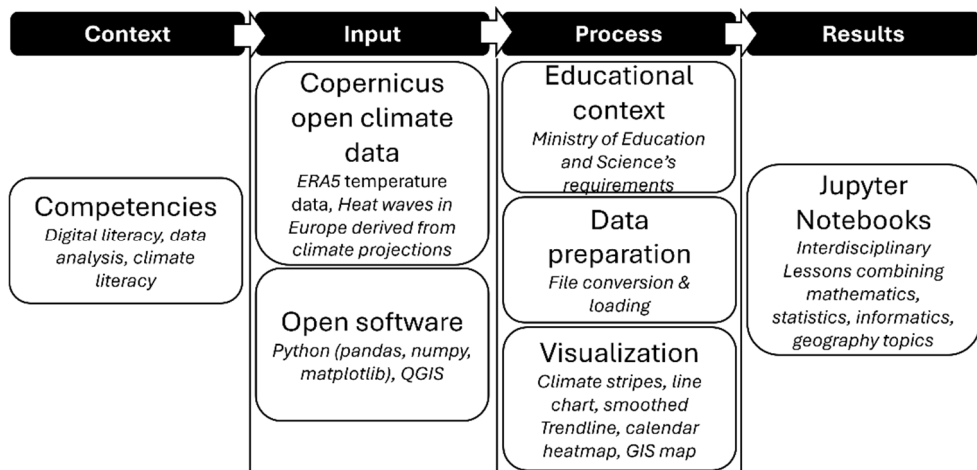 Context
Input
Process
Results
Competencies
Digital literacy, data
analysis, climate
literacy
Copernicus
open climate
data
ERA5 temperature
data, Heat waves in
Europe derived from
climate projections
Open software
Python (pandas, numpy,
matplotlib), QGIS
Educational
context
Ministry of Education
and Science's
requirements
Data
preparation
File conversion &
loading
Visualization
Climate stripes, line
chart, smoothed
Trendline, calendar
heatmap, GIS map
Jupyter
Notebooks
Interdisciplinary
Lessons combining
mathematics,
statistics, informatics,
geography topics